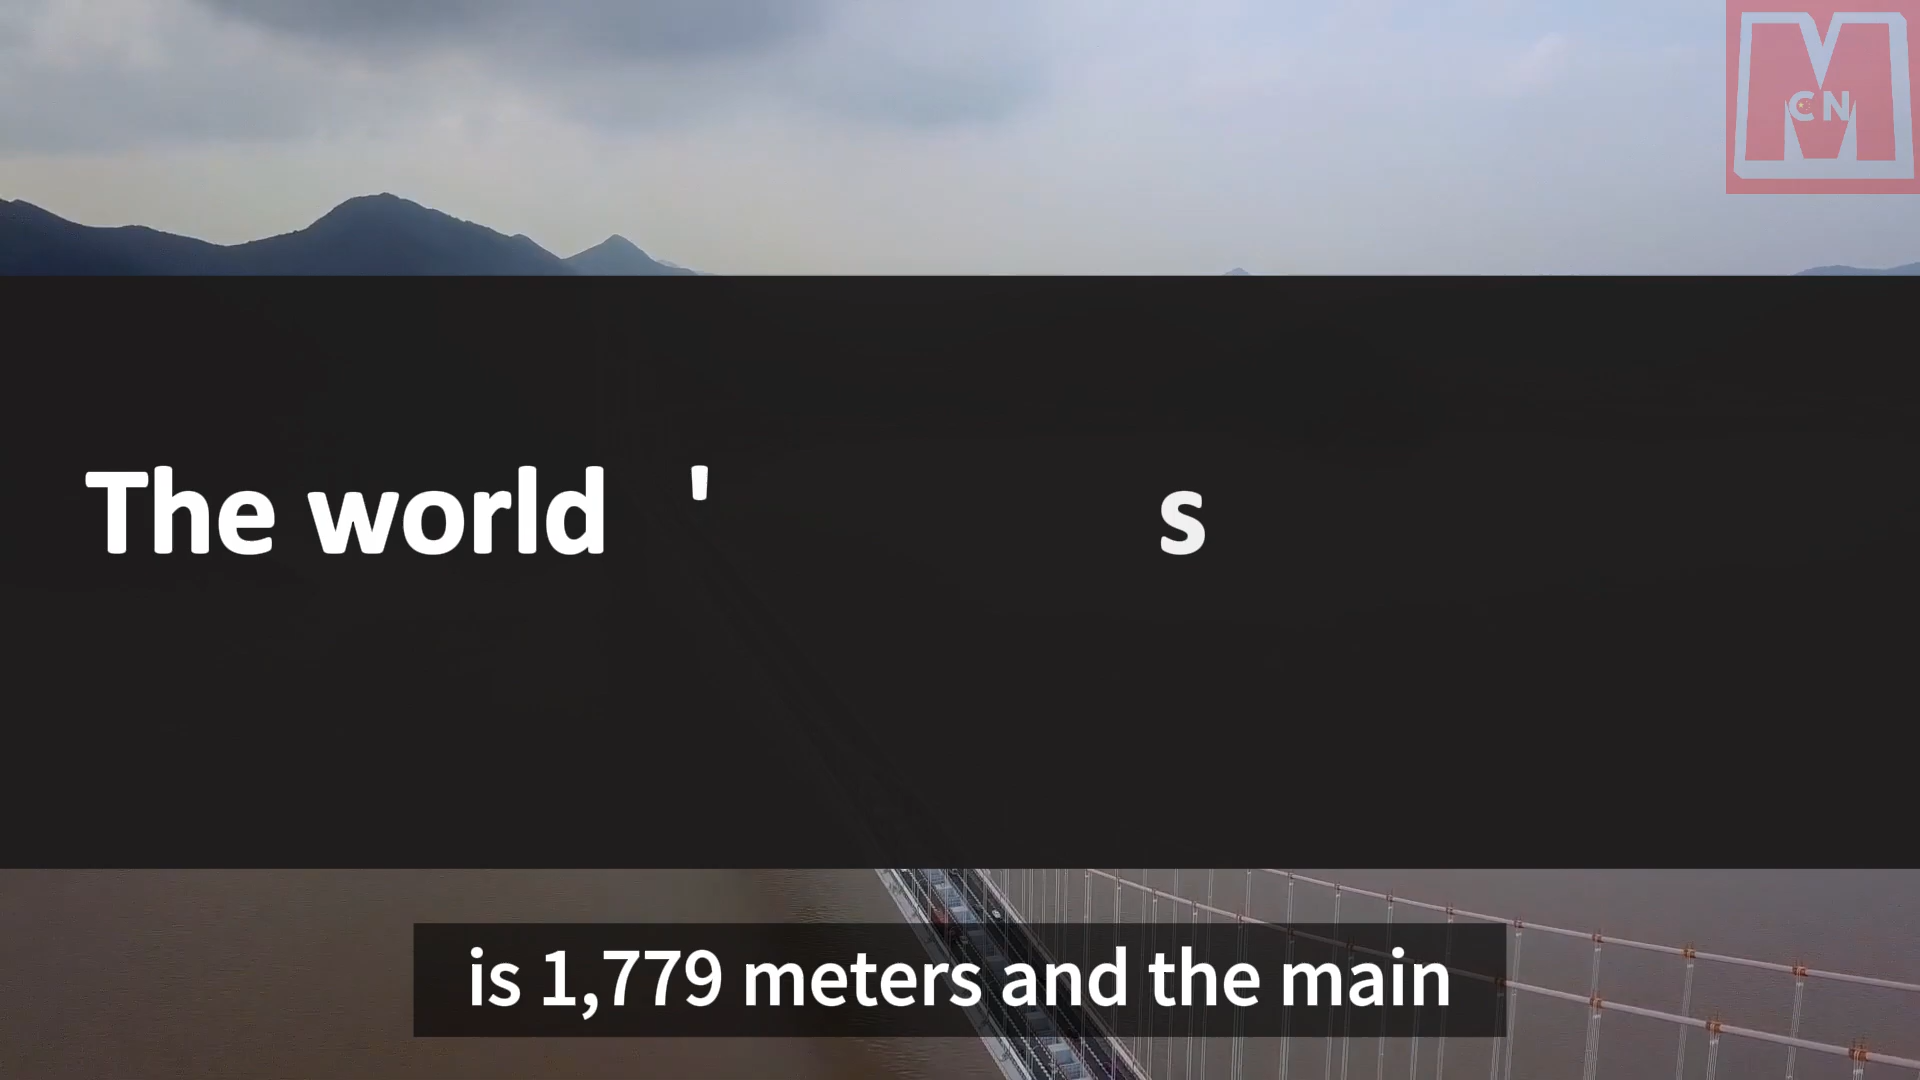 M
CN
The world ' s
is 1,779 meters and the main